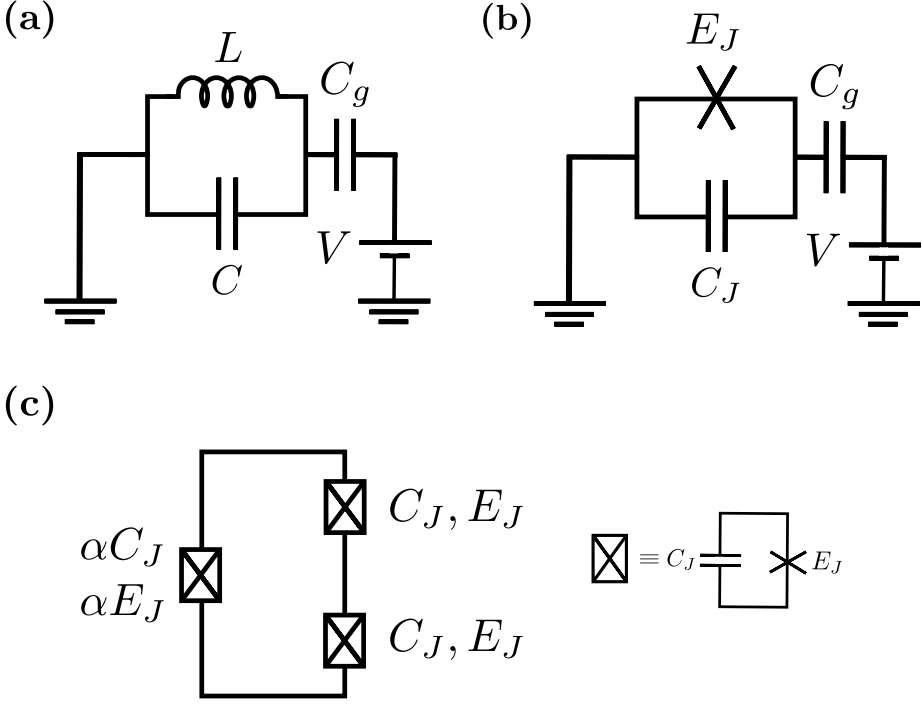 (a)
L
C_g
C
V
(b)
E_J
C_g
C_J
V
(c)
αC_J
αE_J
C_J, E_J
C_J, E_J
≡ C_J
E_J